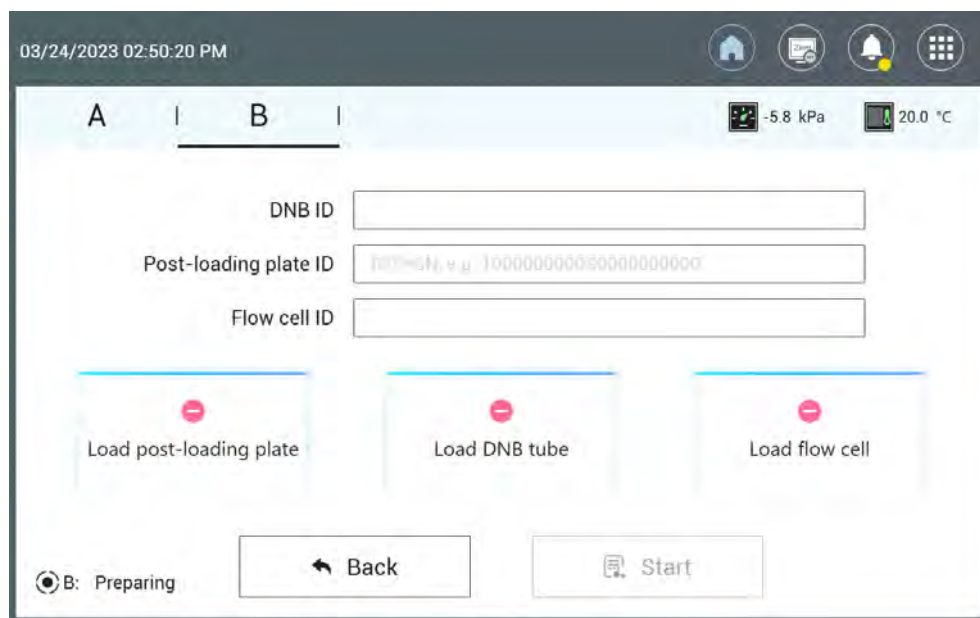 03/24/2023 02:50:20 PM
A B
-5.8 kPa 20.0 °C
DNB ID
Post-loading plate ID
Flow cell ID
Load post-loading plate Load DNB tube Load flow cell
Back Start
B: Preparing